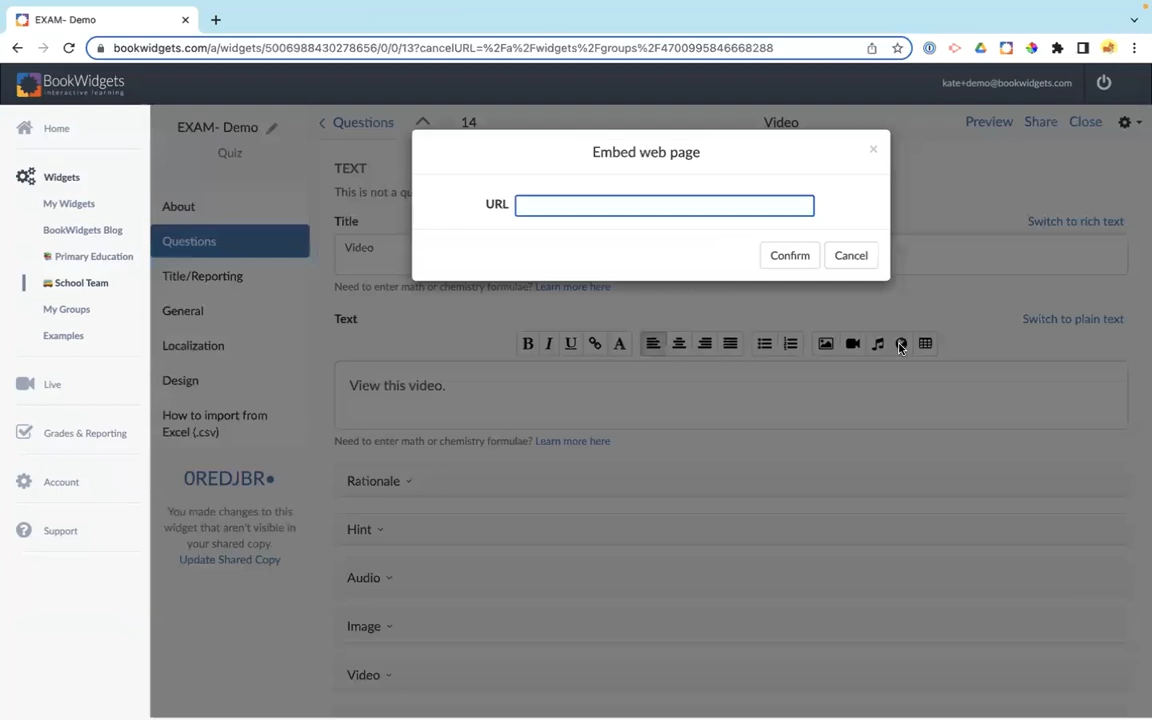 EXAM- Demo
bookwidgets.com/a/widgets/5006988430278656/0/0/13?cancelURL=%2Fa%2Fwidgets%2Fgroups%2F4700995846668288
BookWidgets
interactive learning
kate+demo@bookwidgets.com
Home
Widgets
My Widgets
BookWidgets Blog
Primary Education
School Team
My Groups
Examples
Live
Grades & Reporting
Account
Support
EXAM- Demo
Quiz
About
Questions
Title/Reporting
General
Localization
Design
How to import from
Excel (.csv)
0REDJBR
You made changes to this
widget that aren't visible in
your shared copy.
Update Shared Copy
Questions
14
Video
Preview
Share
Close
TEXT
This is not a qu
Title
Switch to rich text
Video
Need to enter math or chemistry formulae? Learn more here
Text
Switch to plain text
B I U A
View this video.
Need to enter math or chemistry formulae? Learn more here
Rationale
Hint
Audio
Image
Video
Embed web page
URL
Confirm
Cancel